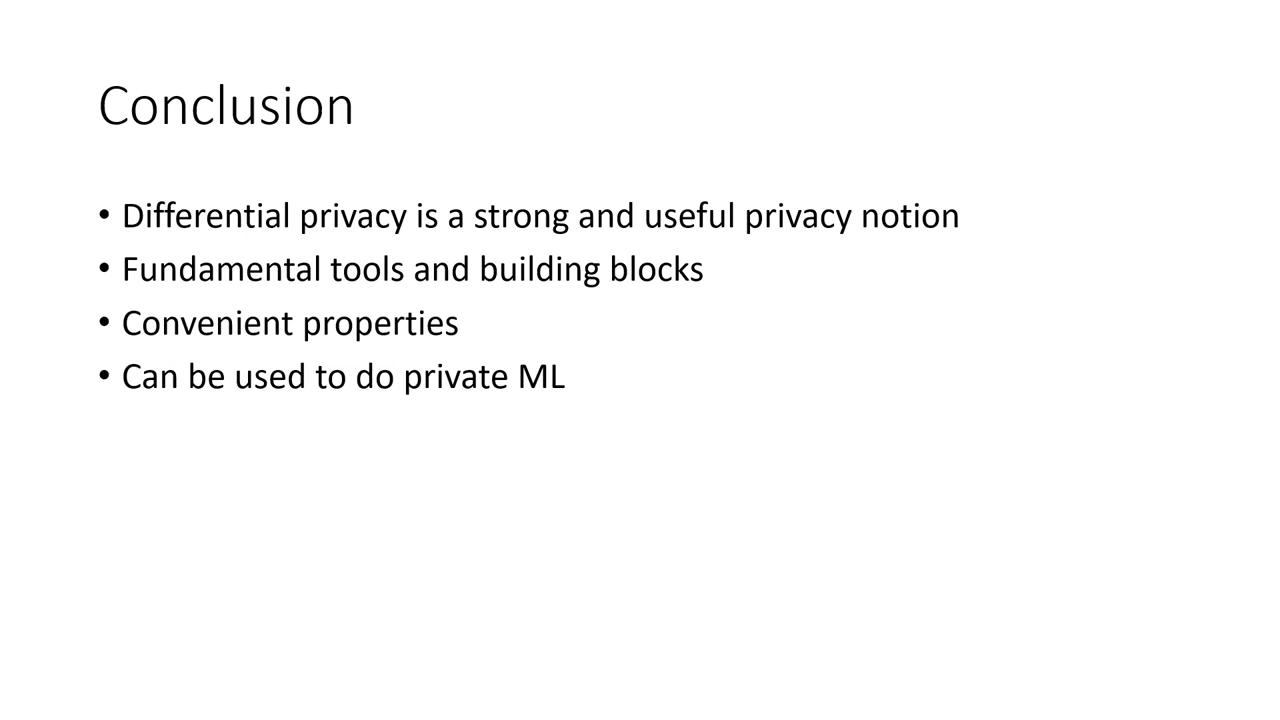 Conclusion
• Differential privacy is a strong and useful privacy notion
• Fundamental tools and building blocks
• Convenient properties
• Can be used to do private ML